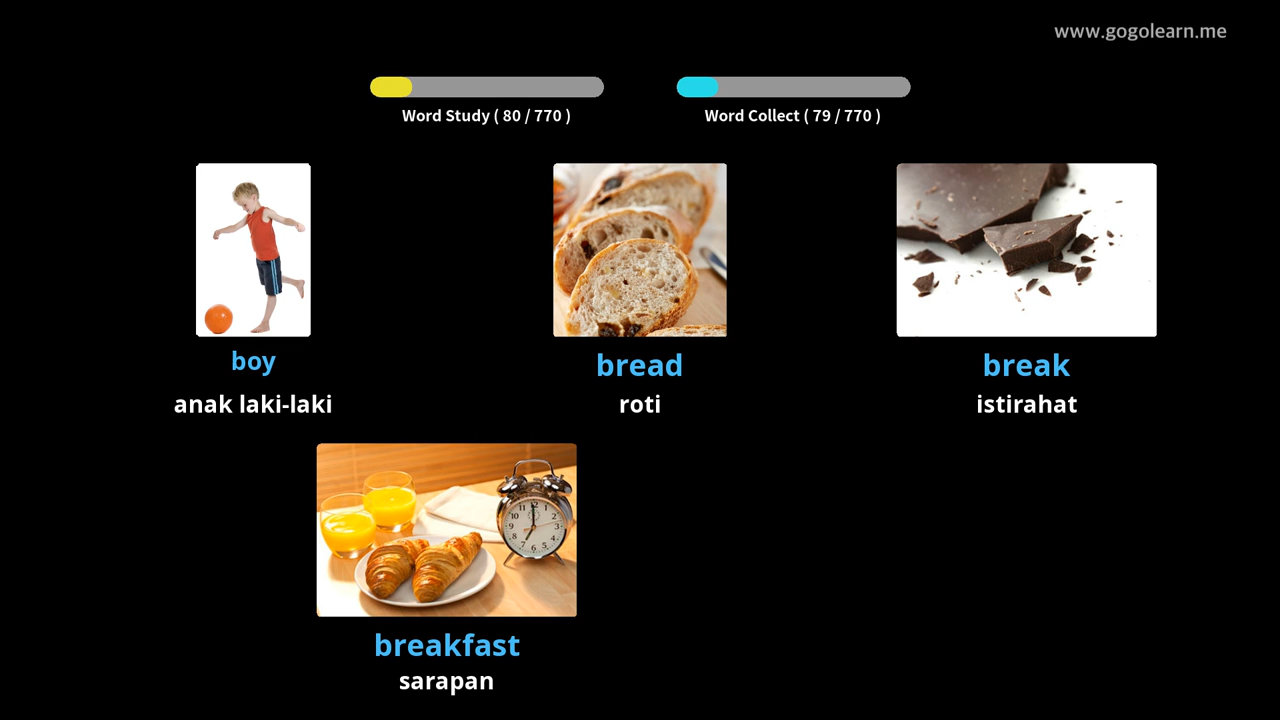 www.gogolearn.me
Word Study ( 80 / 770 )
Word Collect ( 79 / 770 )
boy
anak laki-laki
bread
roti
break
istirahat
breakfast
sarapan